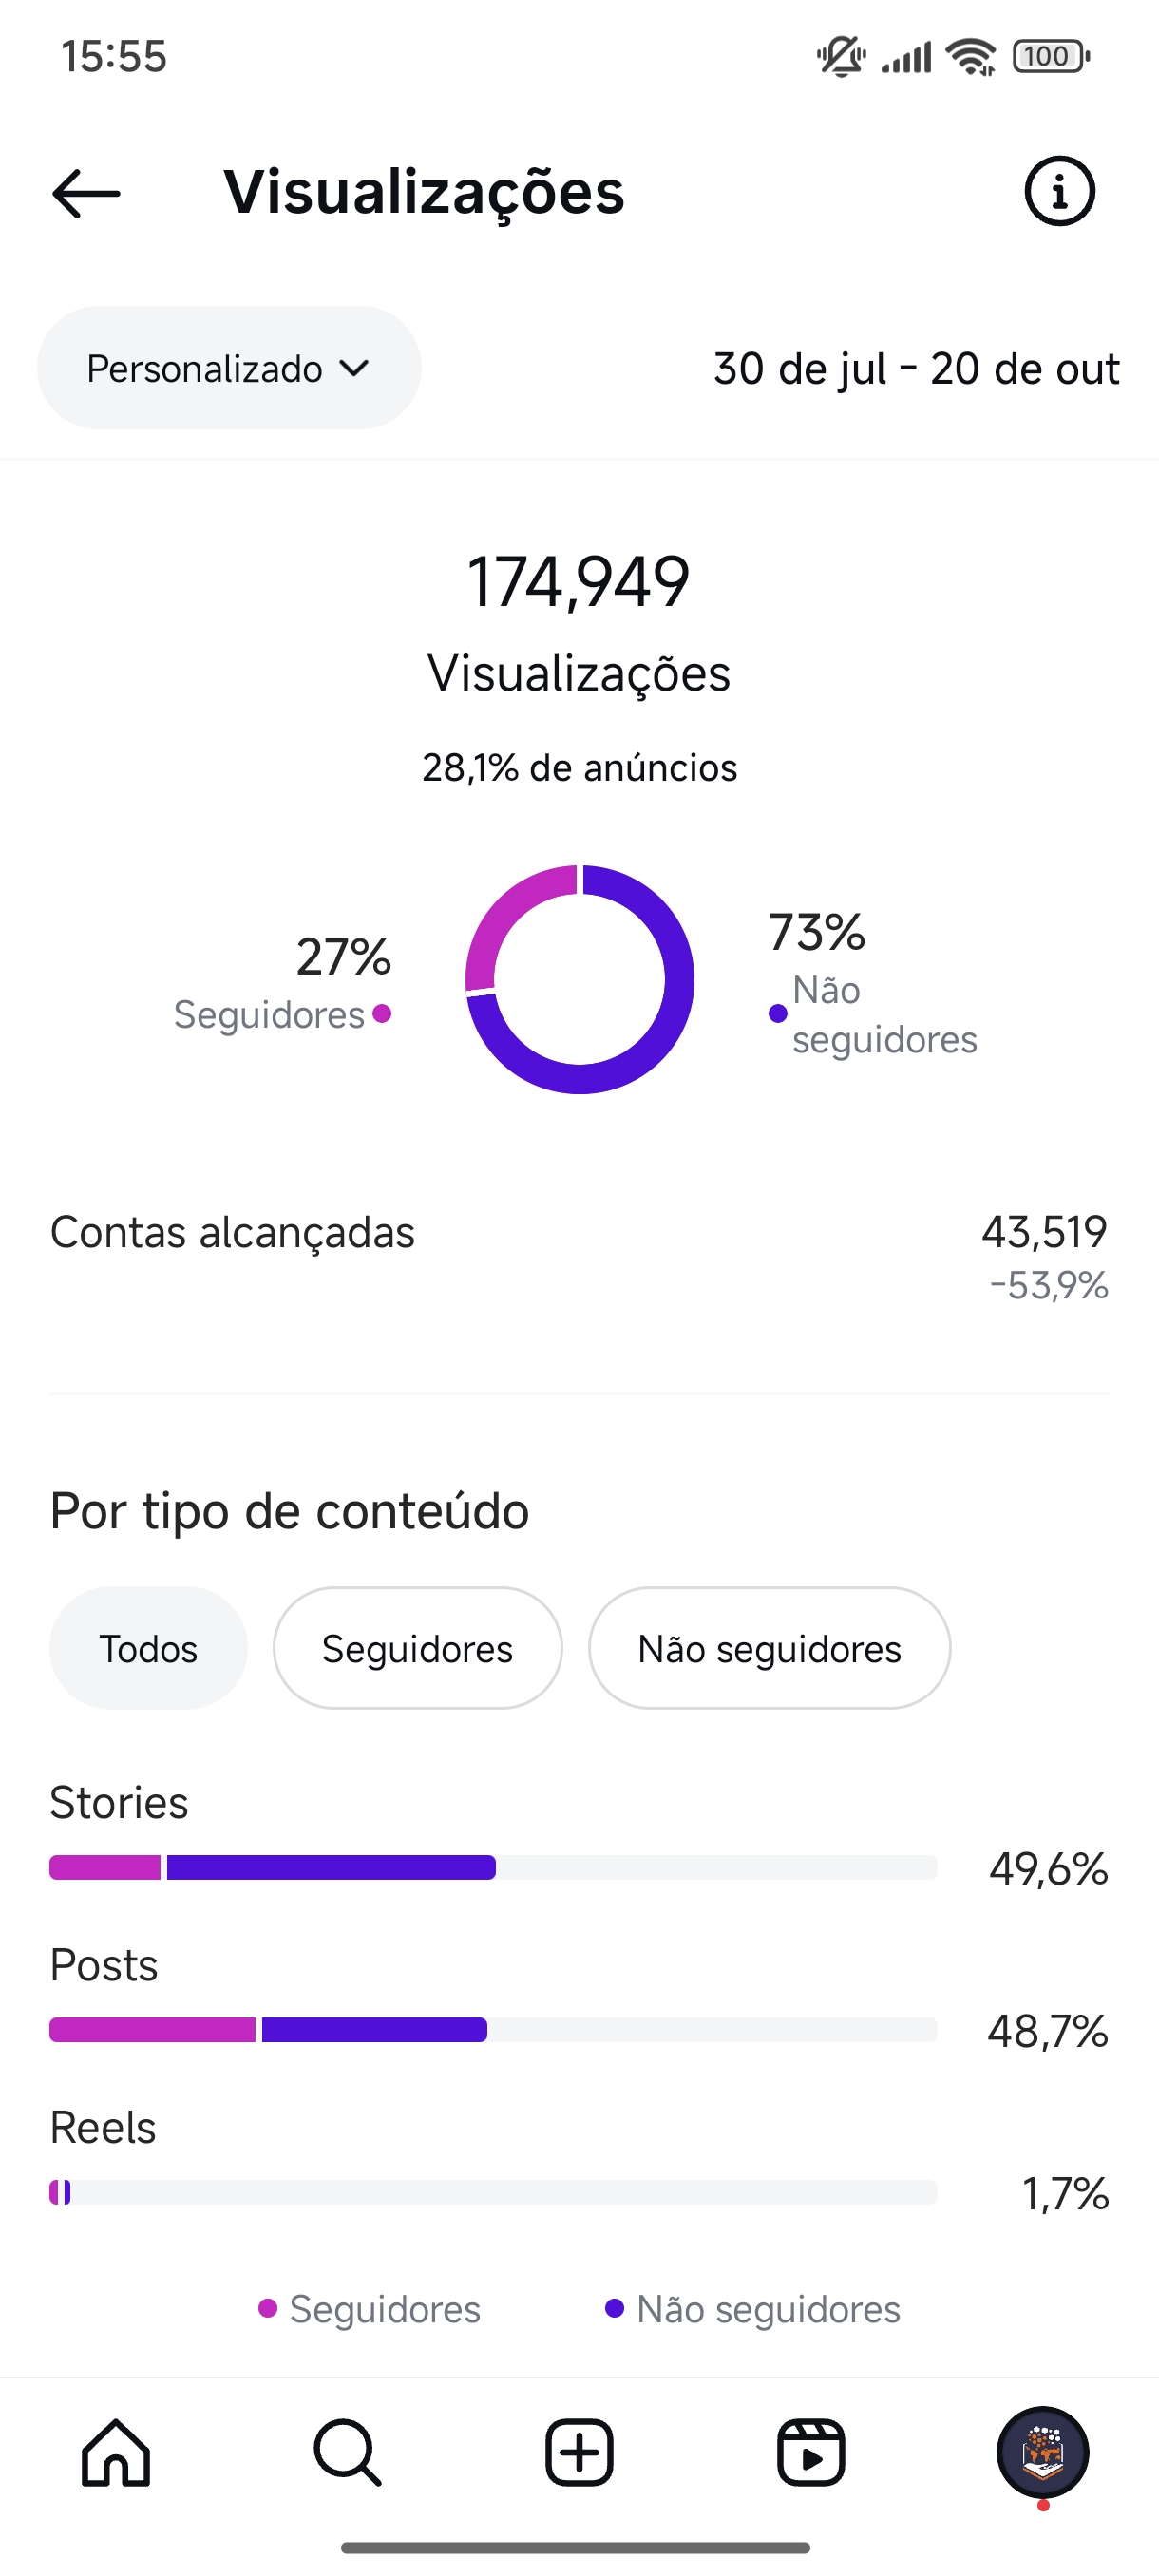 15:55
100
Visualizações
Personalizado
30 de jul - 20 de out
174,949
Visualizações
28,1% de anúncios
27%
Seguidores
73%
Não
seguidores
Contas alcançadas
43,519
-53,9%
Por tipo de conteúdo
Todos
Seguidores
Não seguidores
Stories
49,6%
Posts
48,7%
Reels
1,7%
Seguidores
Não seguidores